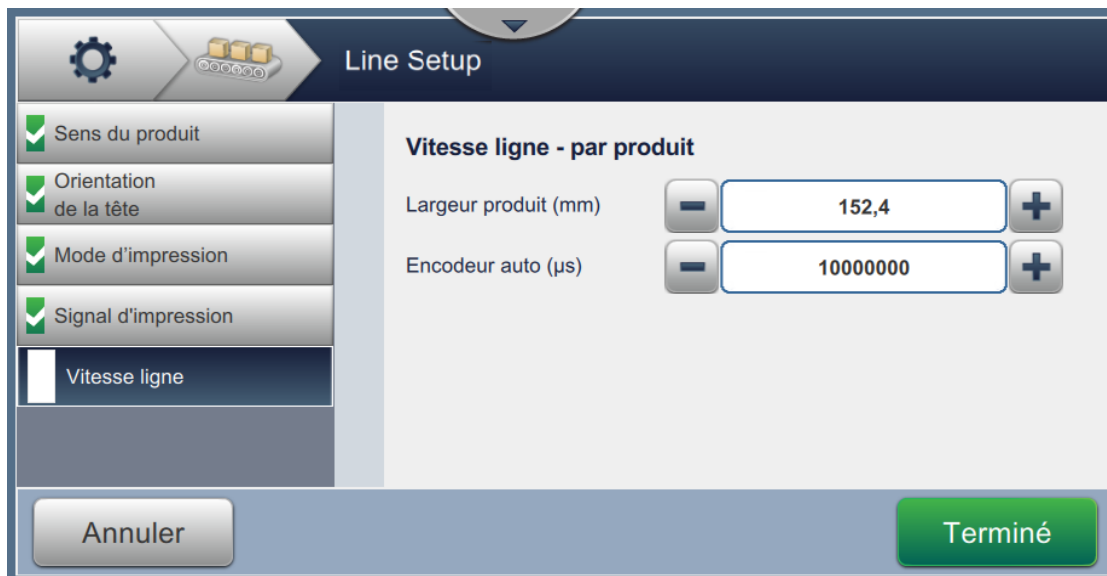 Line Setup
Sens du produit
Orientation
de la tête
Mode d’impression
Signal d'impression
Vitesse ligne
Vitesse ligne - par produit
Largeur produit (mm)
152,4
Encodeur auto (µs)
10000000
Annuler
Terminé